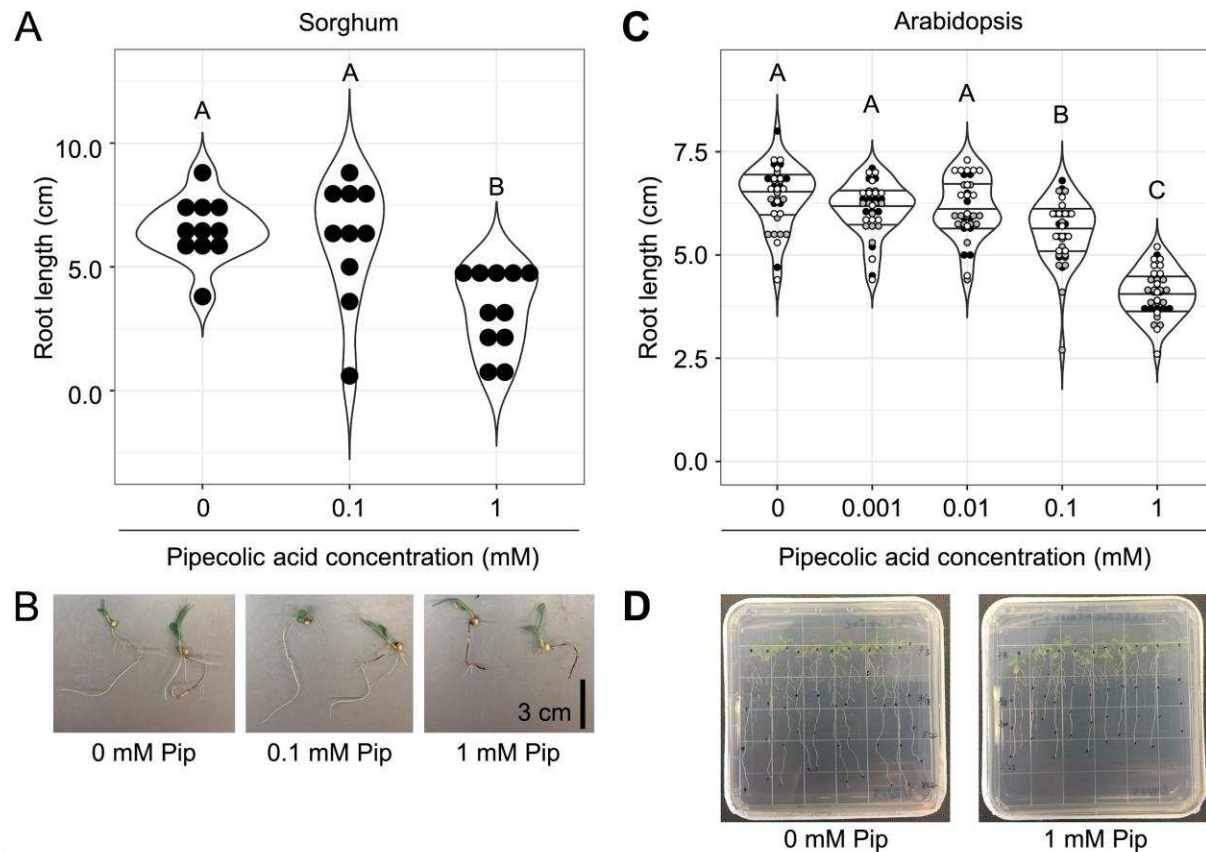 A
Sorghum
Root length (cm)
10.0
5.0
0.0
A
A
B
0
0.1
1
Pipecolic acid concentration (mM)
B
0 mM Pip
0.1 mM Pip
3 cm
1 mM Pip
C
Arabidopsis
Root length (cm)
7.5
5.0
2.5
0.0
A
A
A
B
C
0
0.001
0.01
0.1
1
Pipecolic acid concentration (mM)
D
0 mM Pip
1 mM Pip